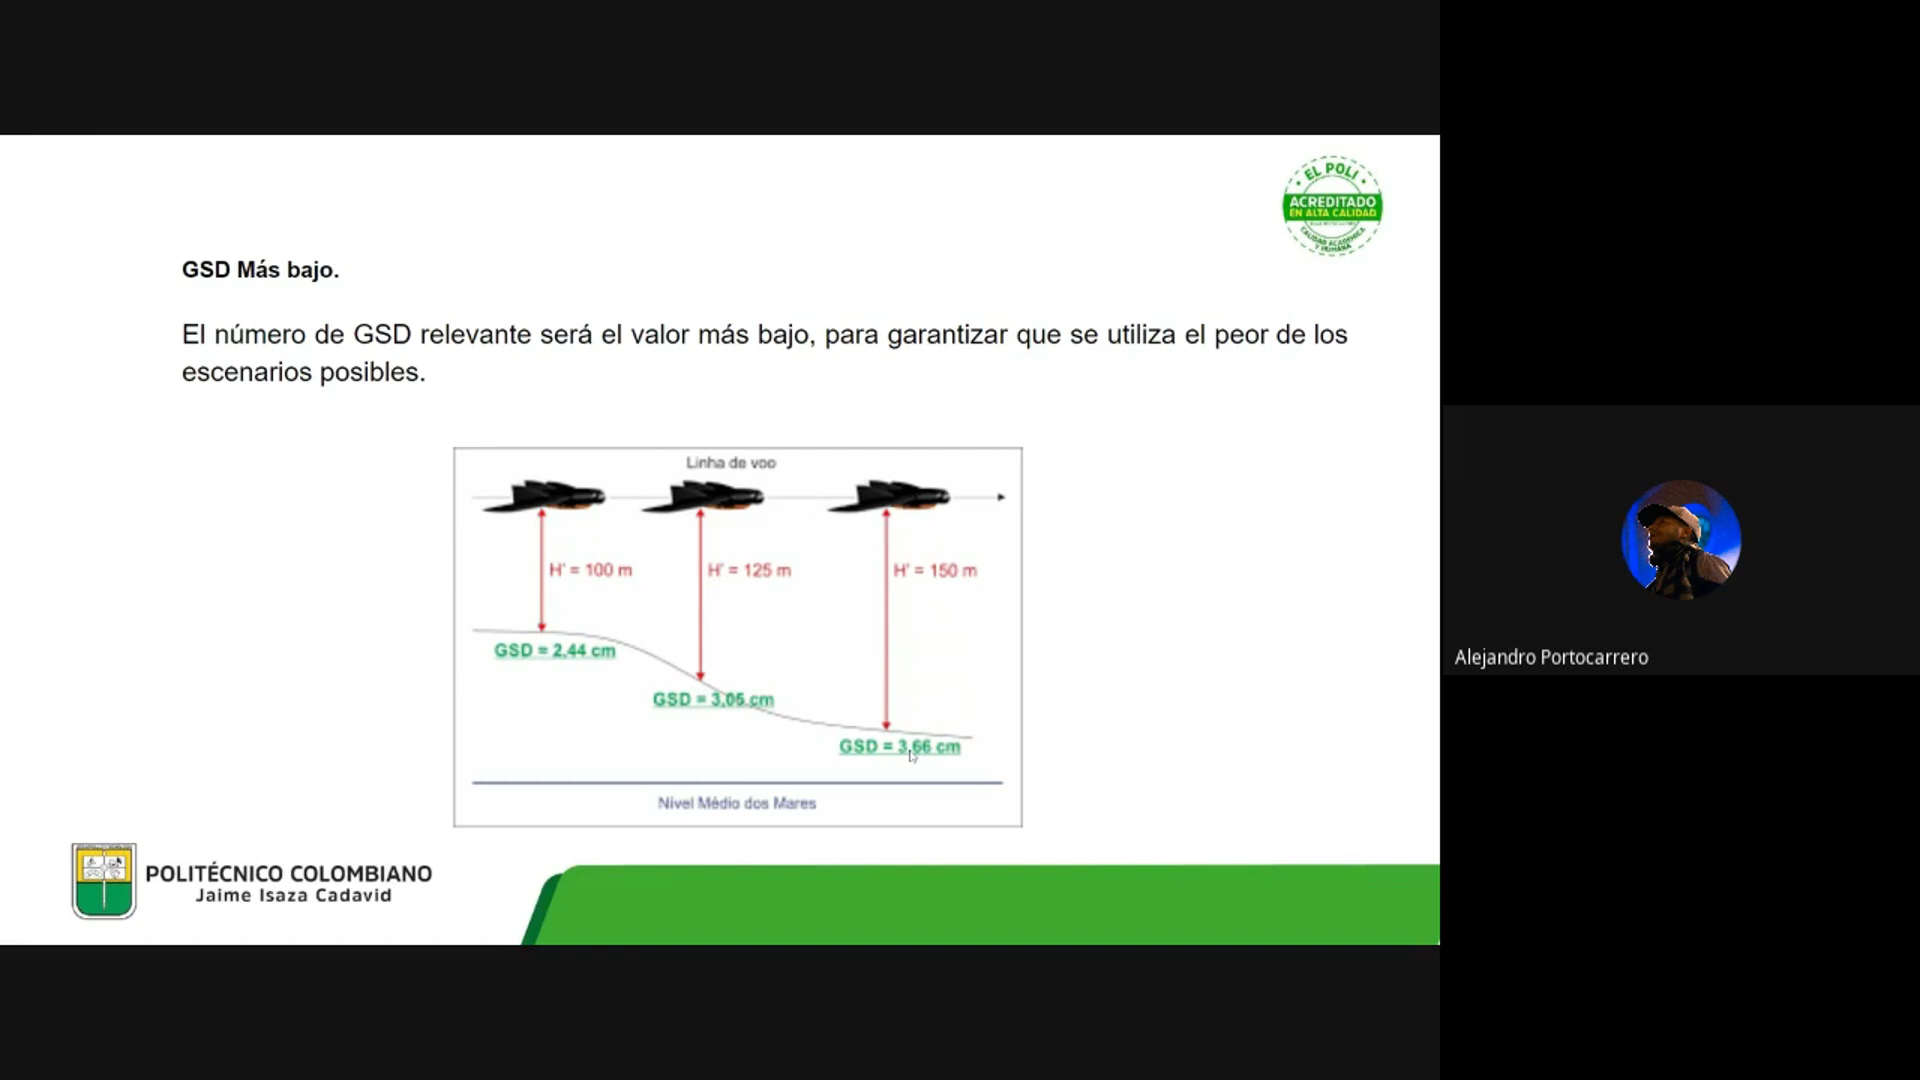 EL POLI
ACREDITADO
EN ALTA CALIDAD
CALIDAD ACADÉMICA
Y HUMANA
GSD Más bajo.
El número de GSD relevante será el valor más bajo, para garantizar que se utiliza el peor de los
escenarios posibles.
Linha de voo
H' = 100 m
H' = 125 m
H' = 150 m
GSD = 2,44 cm
GSD = 3,05 cm
GSD = 3,66 cm
Nível Médio dos Mares
POLITÉCNICO COLOMBIANO
Jaime Isaza Cadavid
Alejandro Portocarrero